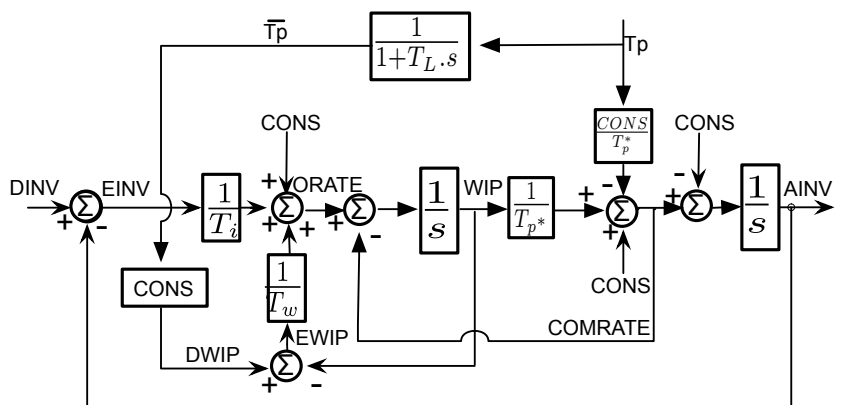 T̅p
1
1+T_L.s
Tp
CONS
CONS
T_p^*
CONS
DINV
+
Σ
-
EINV
1
T_i
+
+
+
Σ
ORATE
+
Σ
-
1
s
WIP
1
T_p*
+
-
+
Σ
CONS
-
+
Σ
1
s
AINV
CONS
1
T_w
EWIP
COMRATE
DWIP
+
Σ
-